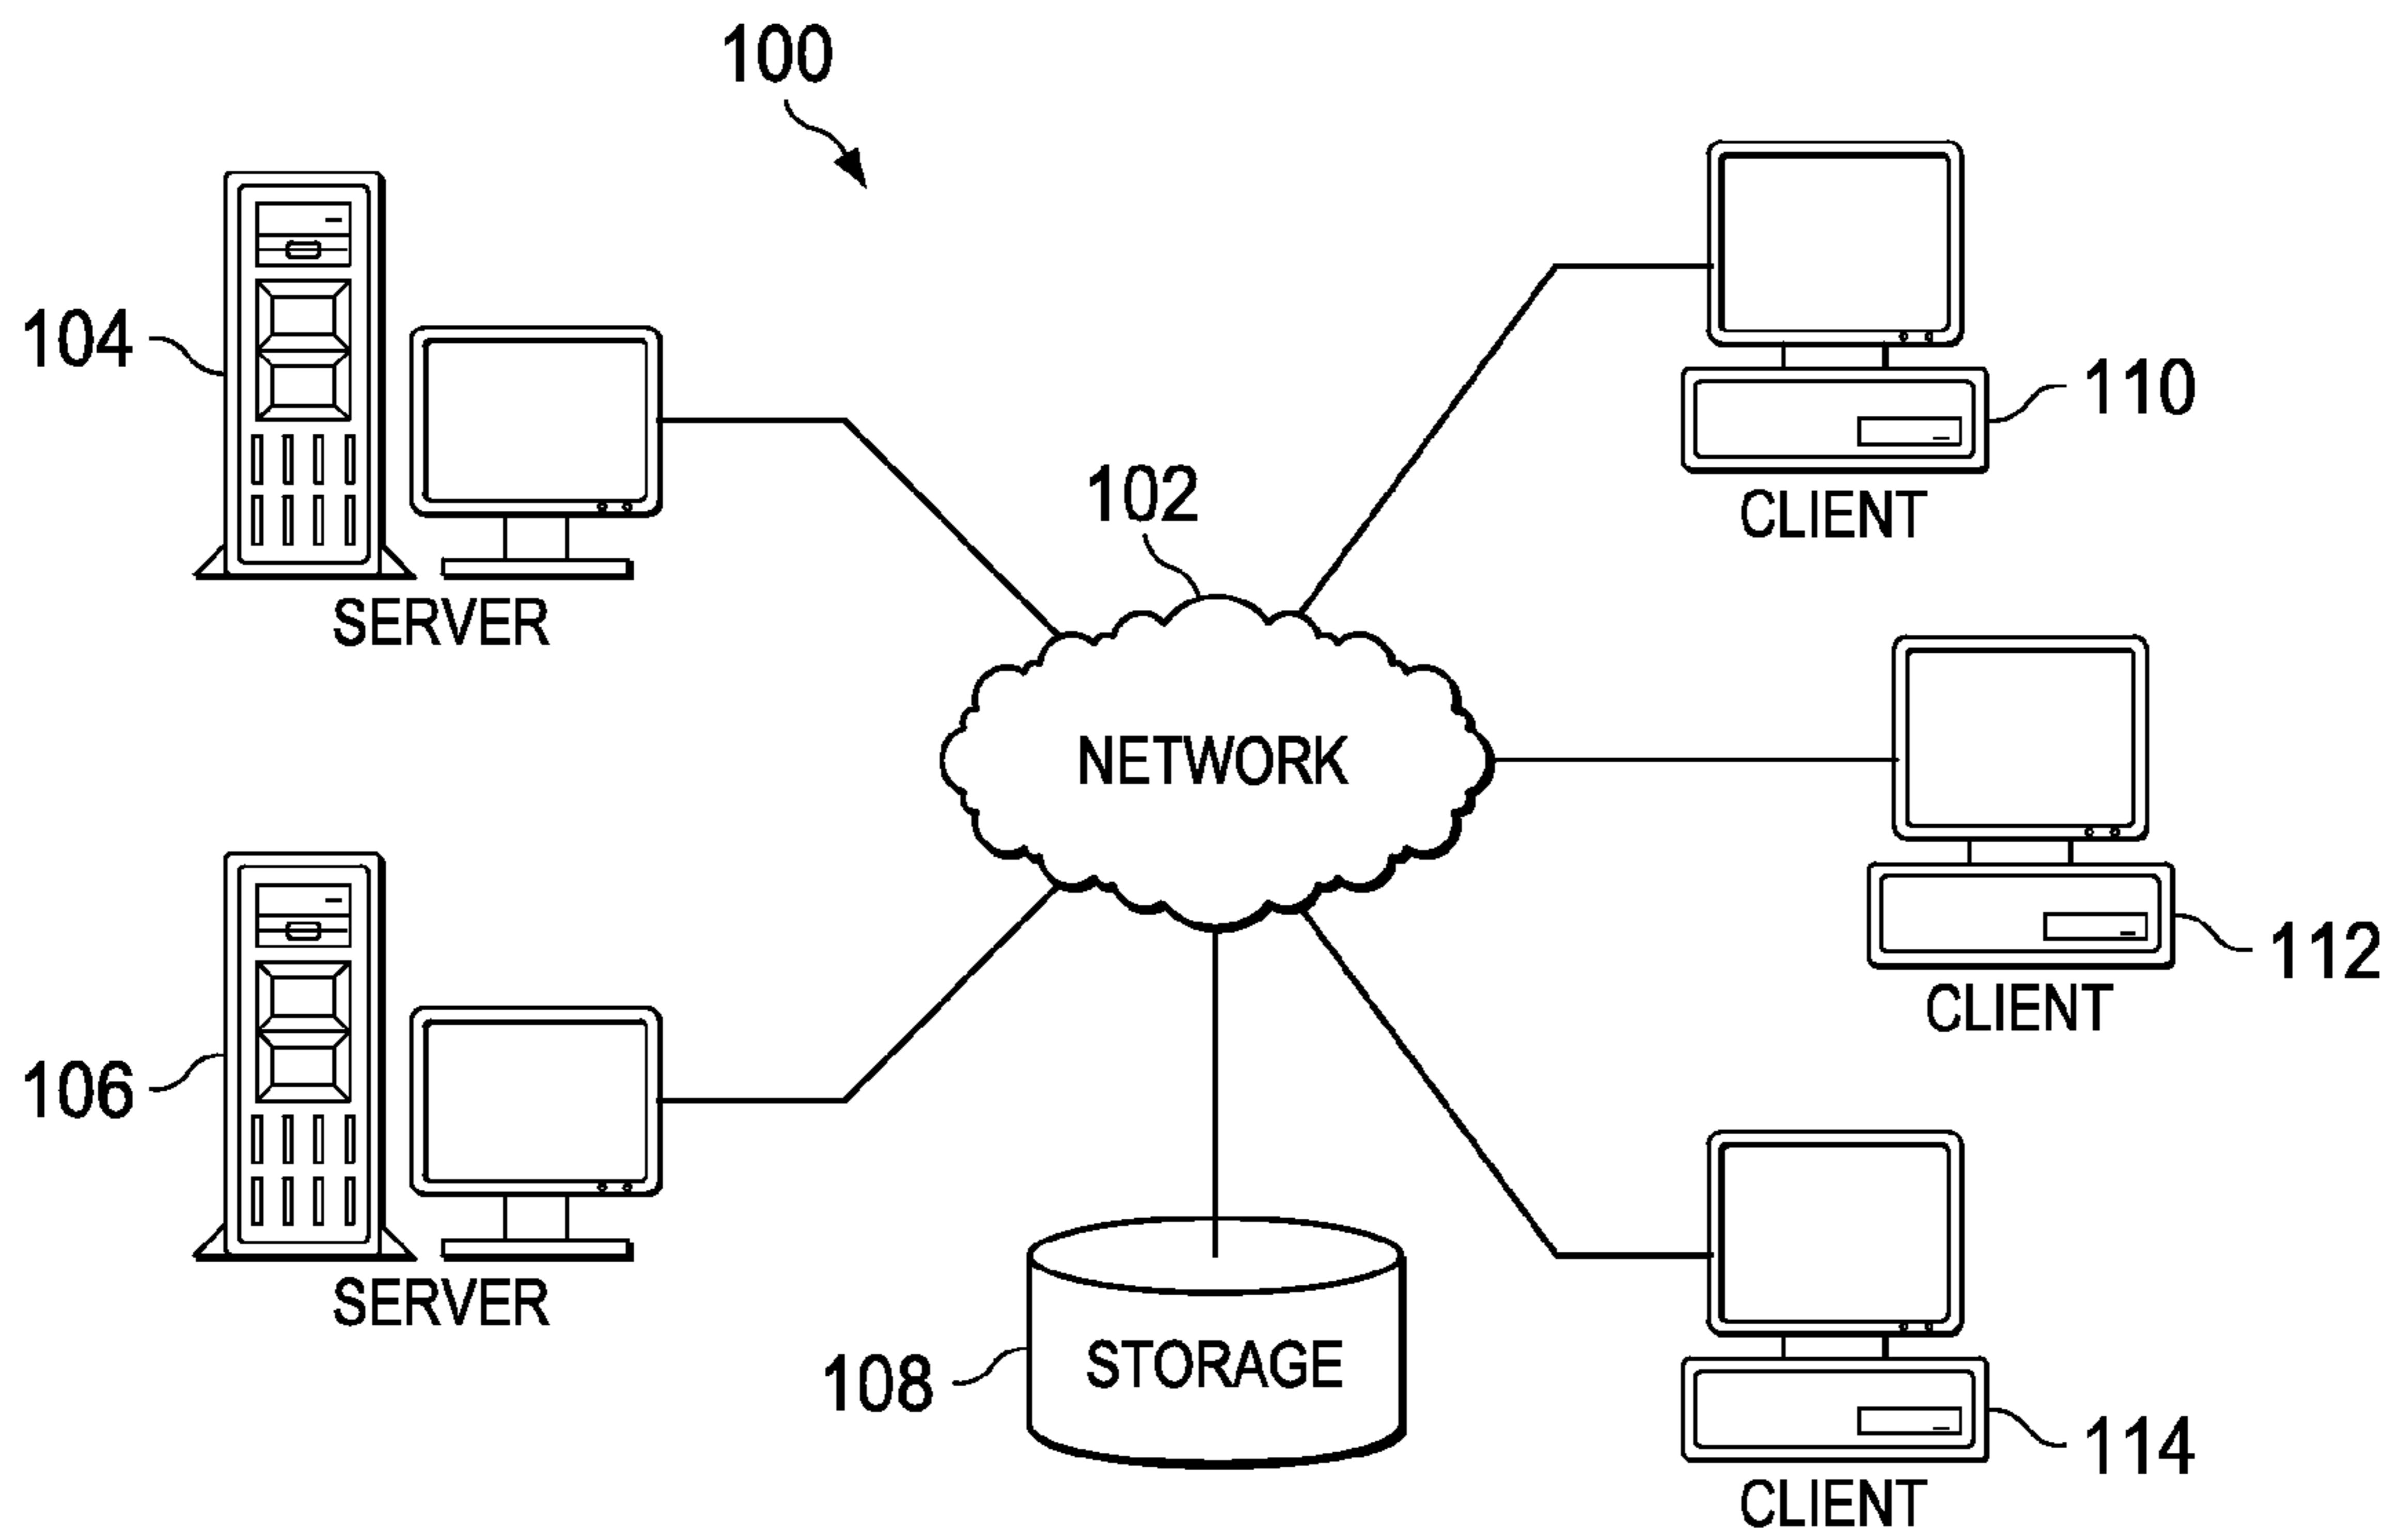 100
104
SERVER
110
CLIENT
102
NETWORK
112
CLIENT
106
SERVER
108
STORAGE
114
CLIENT